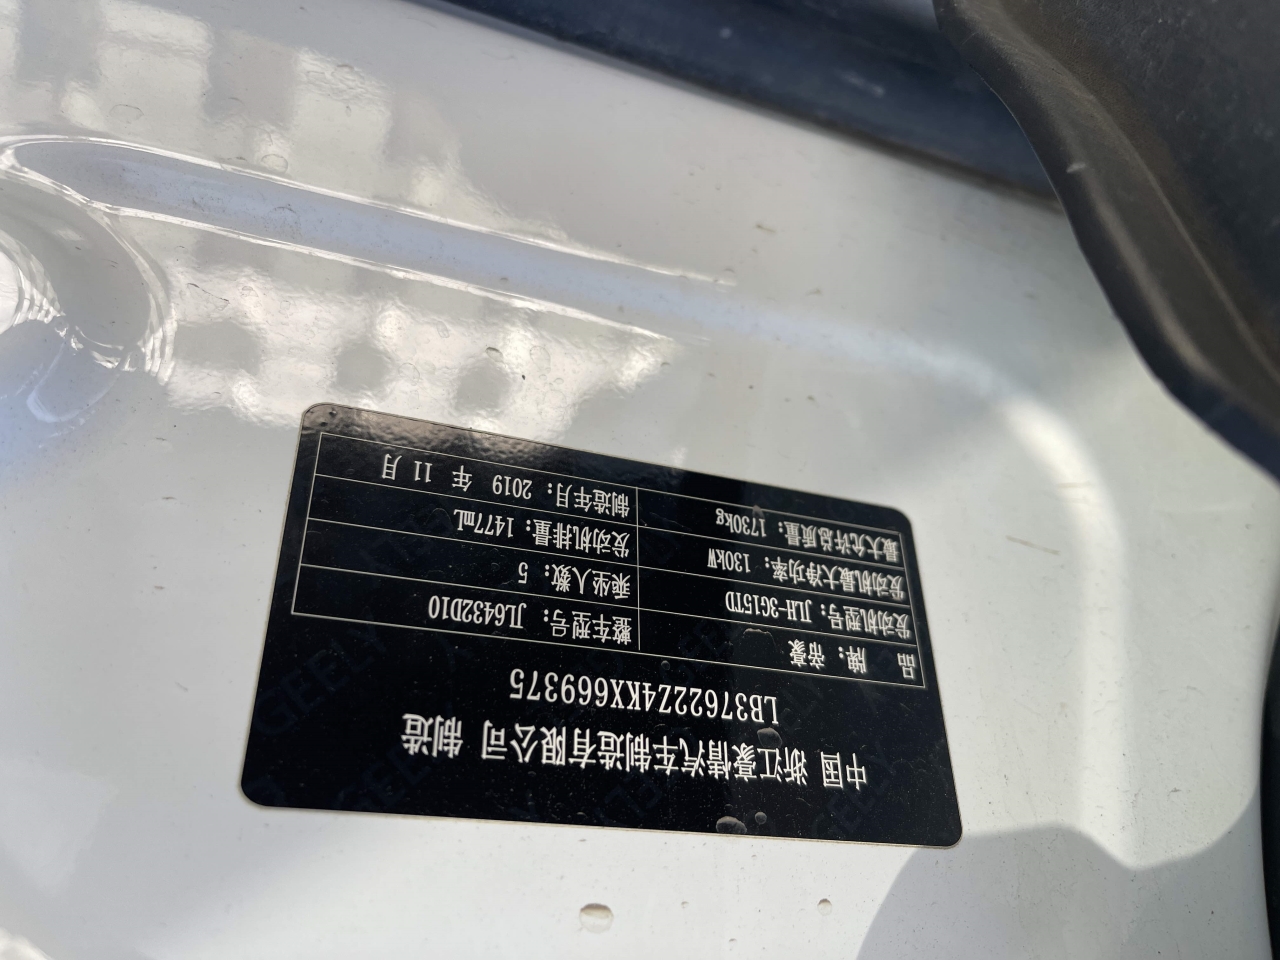 中国 浙江豪情汽车制造有限公司 制造
LB37622Z4KX669375
品 牌：帝豪 整车型号：JL6432D10
发动机型号：JLH-3G15TD 乘坐人数：5
发动机最大净功率：130kW 发动机排量：1477mL
最大允许总质量：1730kg 制造年月：2019 年 11 月
GEELY